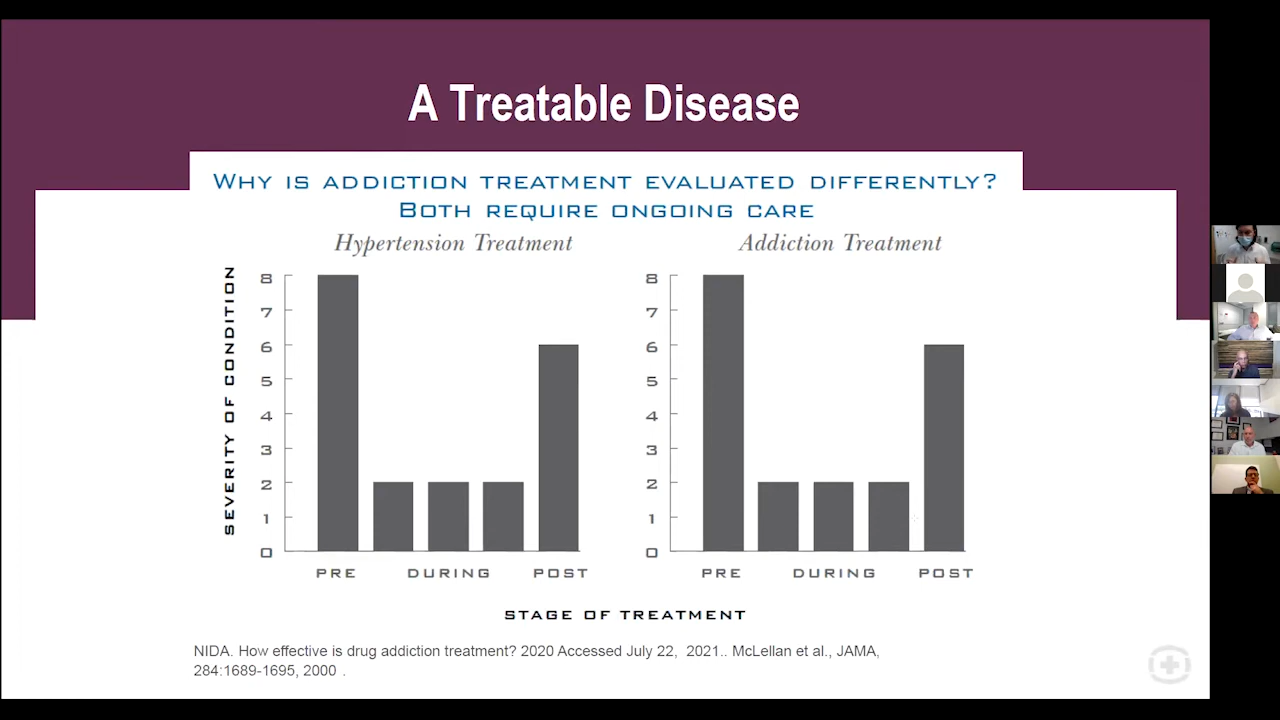 A Treatable Disease
WHY IS ADDICTION TREATMENT EVALUATED DIFFERENTLY?
BOTH REQUIRE ONGOING CARE
Hypertension Treatment
SEVERITY OF CONDITION
8
7
6
5
4
3
2
1
0
PRE DURING POST
Addiction Treatment
8
7
6
5
4
3
2
1
0
PRE DURING POST
STAGE OF TREATMENT
NIDA. How effective is drug addiction treatment? 2020 Accessed July 22, 2021.. McLellan et al., JAMA,
284:1689-1695, 2000 .